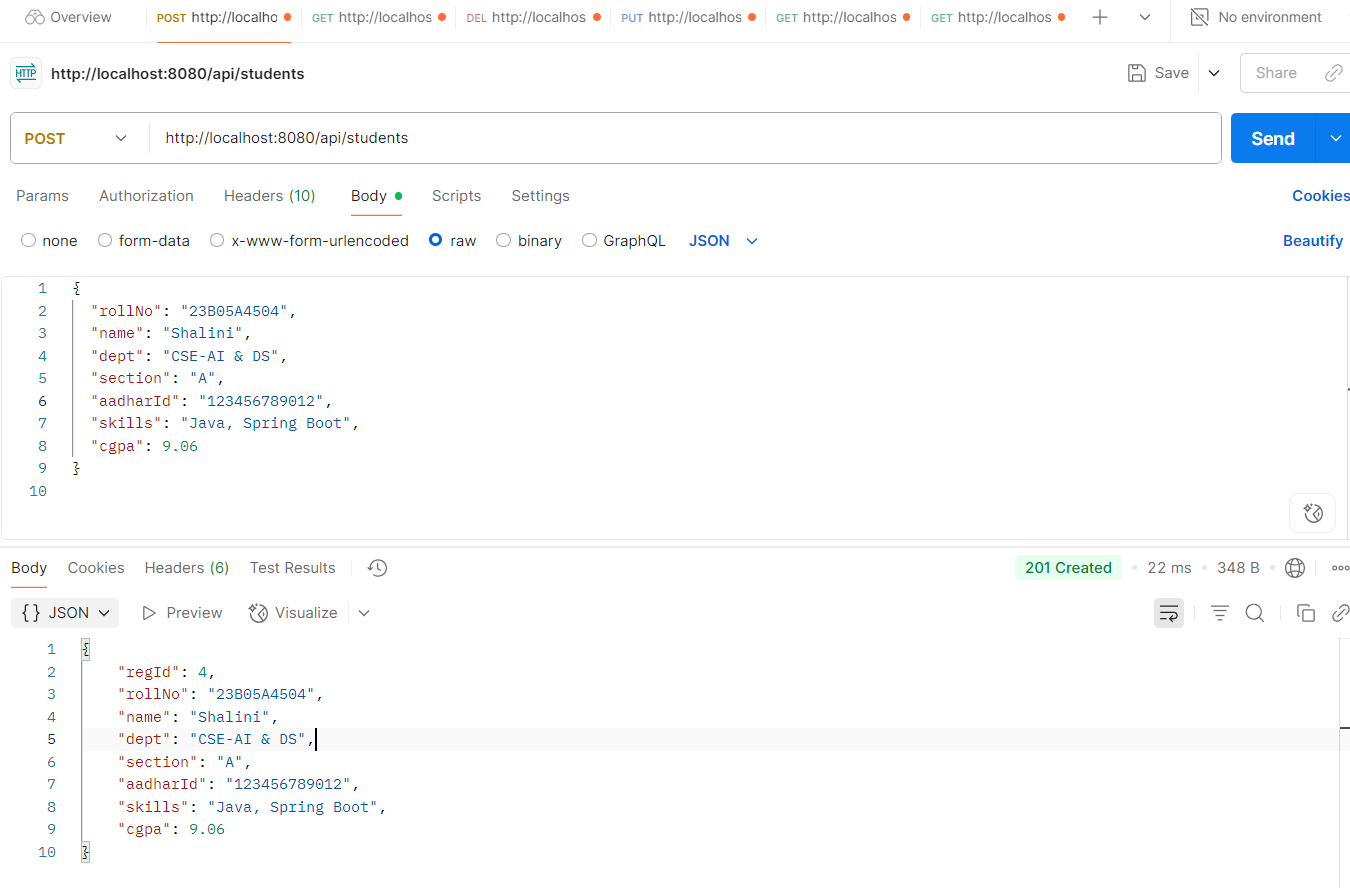 Overview POST http://localho GET http://localhos DEL http://localhos PUT http://localhos GET http://localhos GET http://localhos No environment
HTTP http://localhost:8080/api/students Save Share
POST http://localhost:8080/api/students Send
Params Authorization Headers (10) Body Scripts Settings Cookies
none form-data x-www-form-urlencoded raw binary GraphQL JSON Beautify
1 {
2 "rollNo": "23B05A4504",
3 "name": "Shalini",
4 "dept": "CSE-AI & DS",
5 "section": "A",
6 "aadharId": "123456789012",
7 "skills": "Java, Spring Boot",
8 "cgpa": 9.06
9 }
10
Body Cookies Headers (6) Test Results 201 Created 22 ms 348 B
{} JSON Preview Visualize
1 {
2 "regId": 4,
3 "rollNo": "23B05A4504",
4 "name": "Shalini",
5 "dept": "CSE-AI & DS",
6 "section": "A",
7 "aadharId": "123456789012",
8 "skills": "Java, Spring Boot",
9 "cgpa": 9.06
10 }